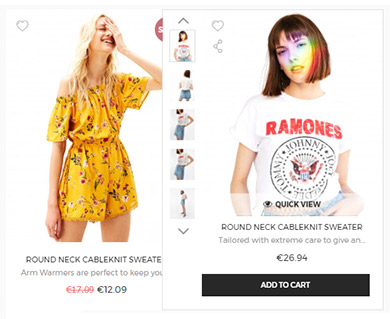 S
ROUND NECK CABLEKNIT SWEATE
Arm Warmers are perfect to keep you
€17.09 €12.09
RAMONES
JOHNNY
TOMMY
QUICK VIEW
ROUND NECK CABLEKNIT SWEATER
Tailored with extreme care to give an...
€26.94
ADD TO CART